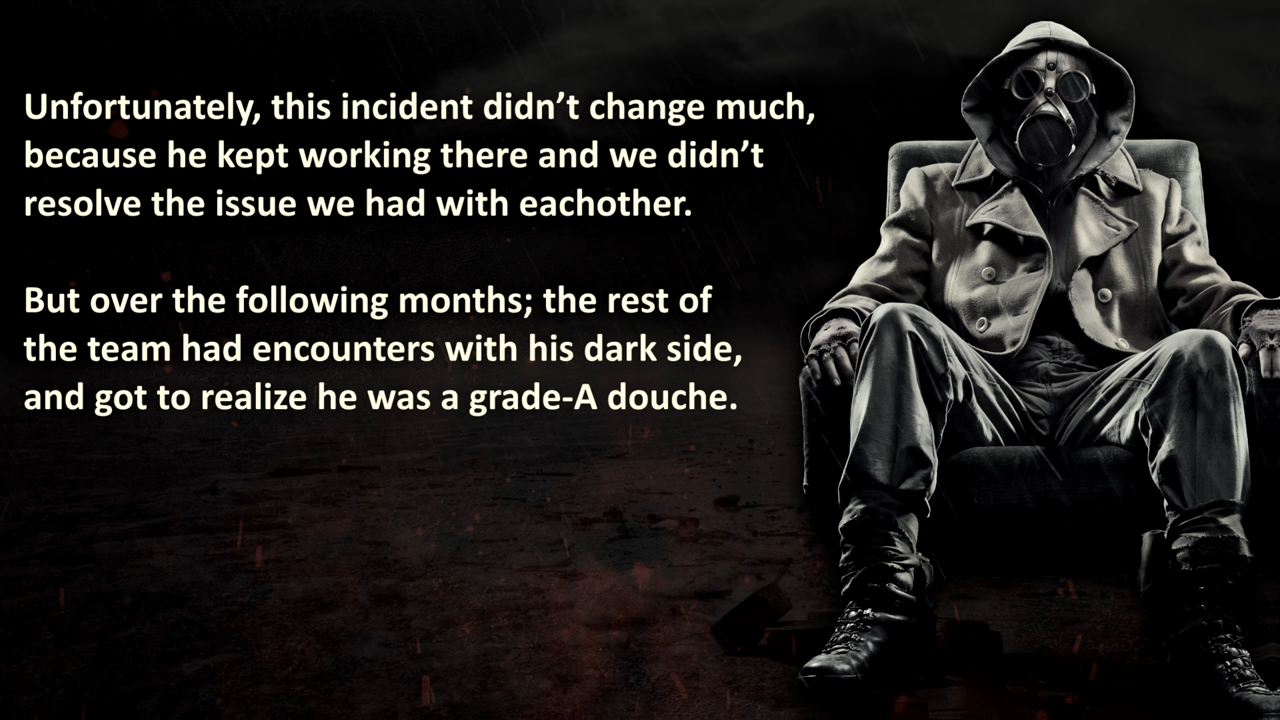 Unfortunately, this incident didn’t change much,
because he kept working there and we didn’t
resolve the issue we had with eachother.
But over the following months; the rest of
the team had encounters with his dark side,
and got to realize he was a grade-A douche.